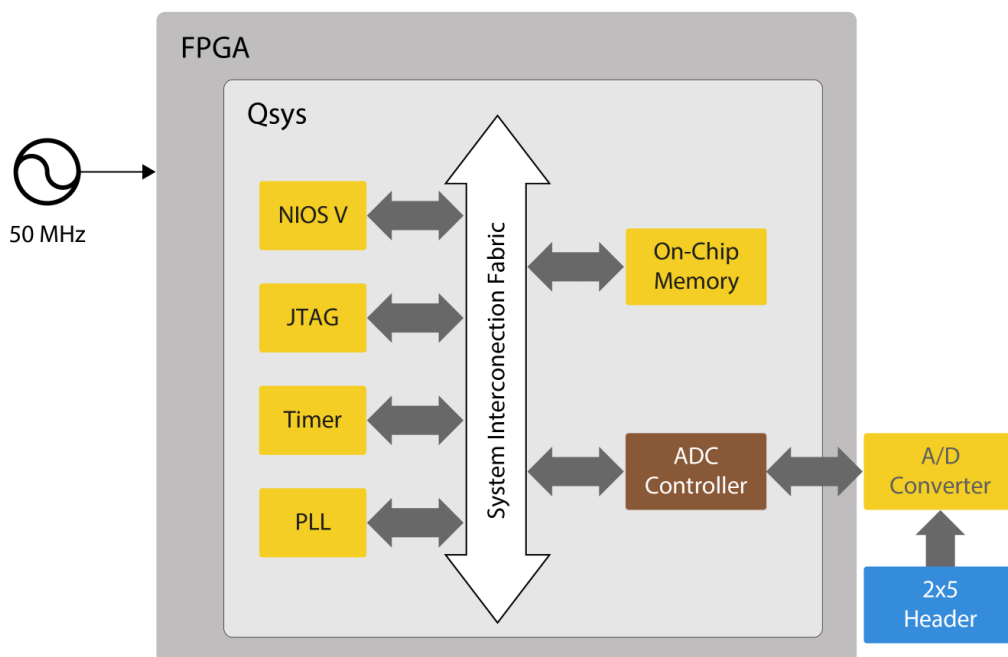 FPGA
Qsys
50 MHz
NIOS V
JTAG
Timer
PLL
System Interconection Fabric
On-Chip
Memory
ADC
Controller
A/D
Converter
2x5
Header